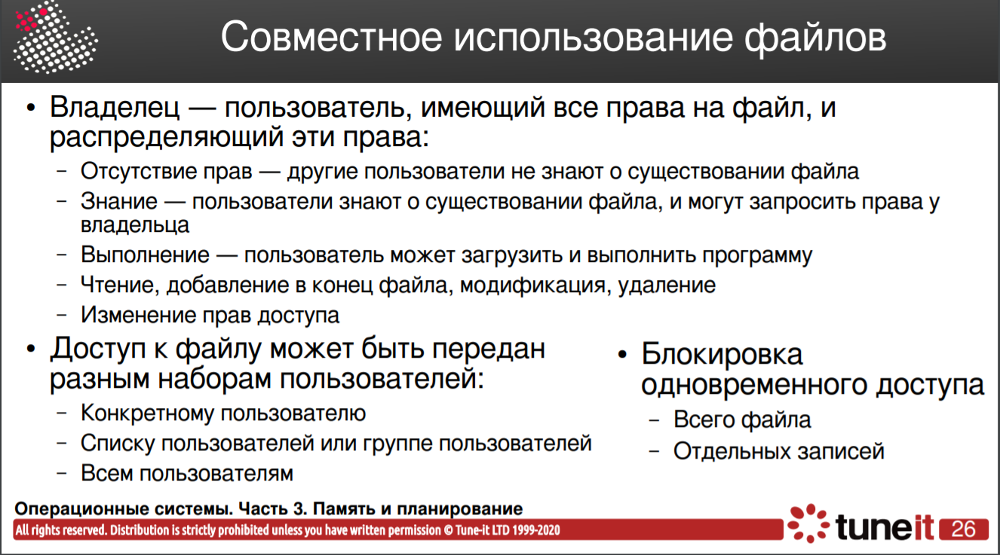 Совместное использование файлов
• Владелец — пользователь, имеющий все права на файл, и
распределяющий эти права:
– Отсутствие прав — другие пользователи не знают о существовании файла
– Знание — пользователи знают о существовании файла, и могут запросить права у
владельца
– Выполнение — пользователь может загрузить и выполнить программу
– Чтение, добавление в конец файла, модификация, удаление
– Изменение прав доступа
• Доступ к файлу может быть передан
разным наборам пользователей:
– Конкретному пользователю
– Списку пользователей или группе пользователей
– Всем пользователям
• Блокировка
одновременного доступа
– Всего файла
– Отдельных записей
Операционные системы. Часть 3. Память и планирование
All rights reserved. Distribution is strictly prohibited unless you have written permission © Tune-it LTD 1999-2020
tuneit
26